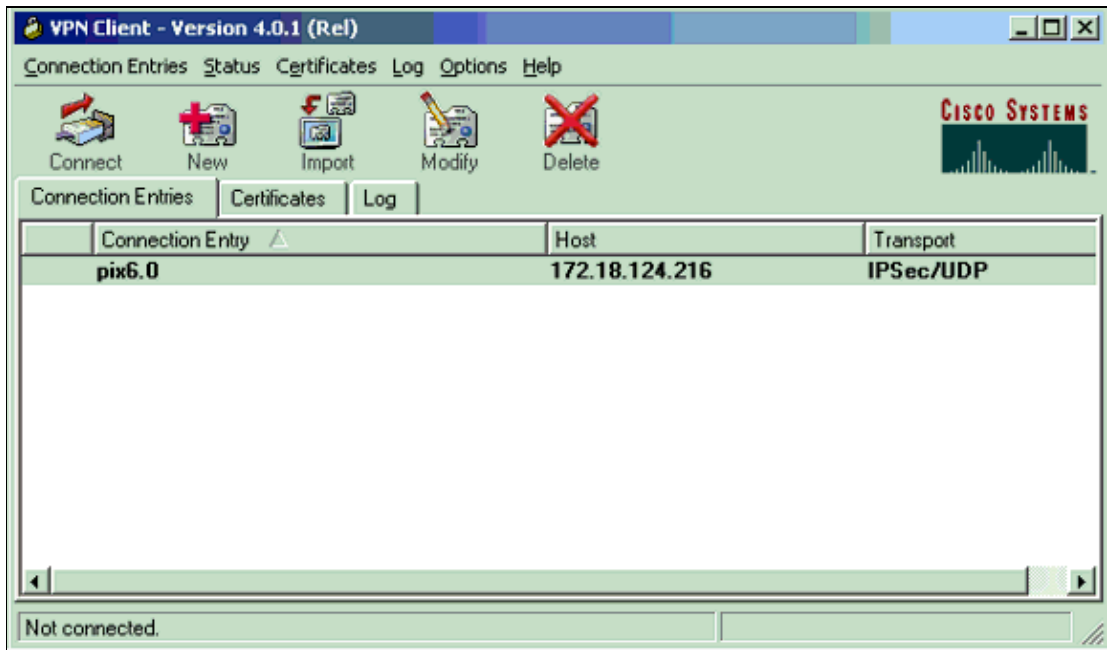 VPN Client - Version 4.0.1 (Rel)
Connection Entries Status Certificates Log Options Help
Connect New Import Modify Delete
CISCO SYSTEMS
Connection Entries Certificates Log
Connection Entry Host Transport
pix6.0 172.18.124.216 IPSec/UDP
Not connected.